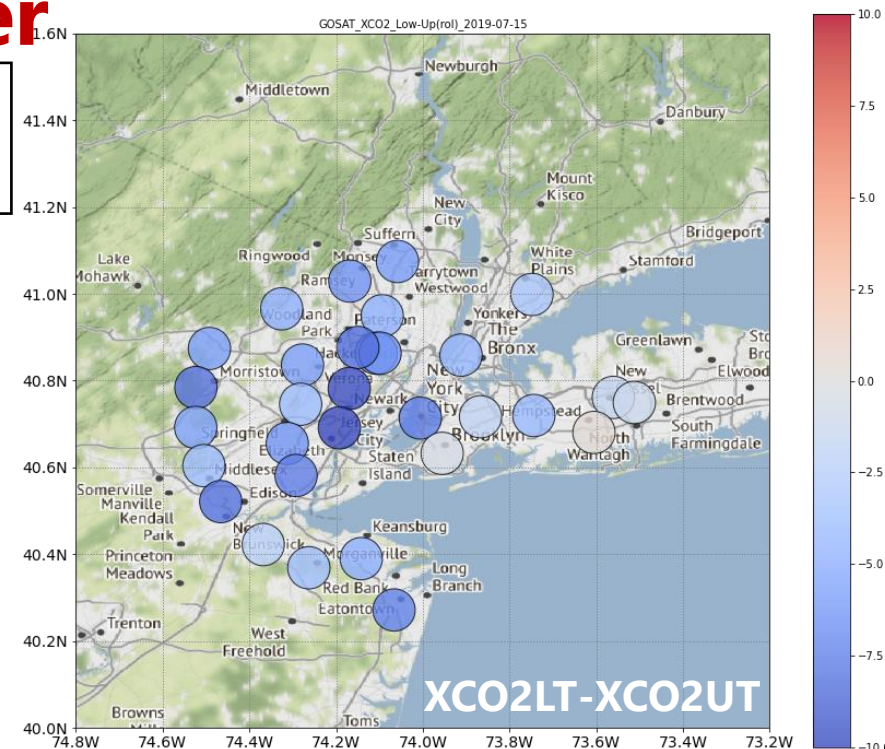 er
GOSAT_XCO2_Low-Up(rol)_2019-07-15
10.0
7.5
5.0
2.5
0.0
−2.5
−5.0
−7.5
−10.0
1.6N
41.4N
41.2N
41.0N
40.8N
40.6N
40.4N
40.2N
40.0N
74.8W 74.6W 74.4W 74.2W 74.0W 73.8W 73.6W 73.4W 73.2W
Newburgh
Middletown
Danbury
Mount
Kisco
New
City
Suffern
Bridgeport
Ringwood
Monsey
White
Plains
Stamford
Lake
Mohawk
Ramsey
arrytown
Westwood
Woodland
Park
Paterson
Yonkers
The
Bronx
Greenlawn
Hacke
Morristown
Verona
New
York
City
New
sel
Elwood
Newark
Brentwood
Jersey
City
Hempstead
Brooklyn
South
Farmingdale
North
Wantagh
Springfield
Elizabeth
Staten
Island
Middlesex
Somerville
Manville
Edison
Kendall
Park
New
Brunswick
Keansburg
Princeton
Meadows
Morganville
Long
Branch
Red Bank
Eatontown
Trenton
West
Freehold
Browns
Toms
XCO2LT-XCO2UT